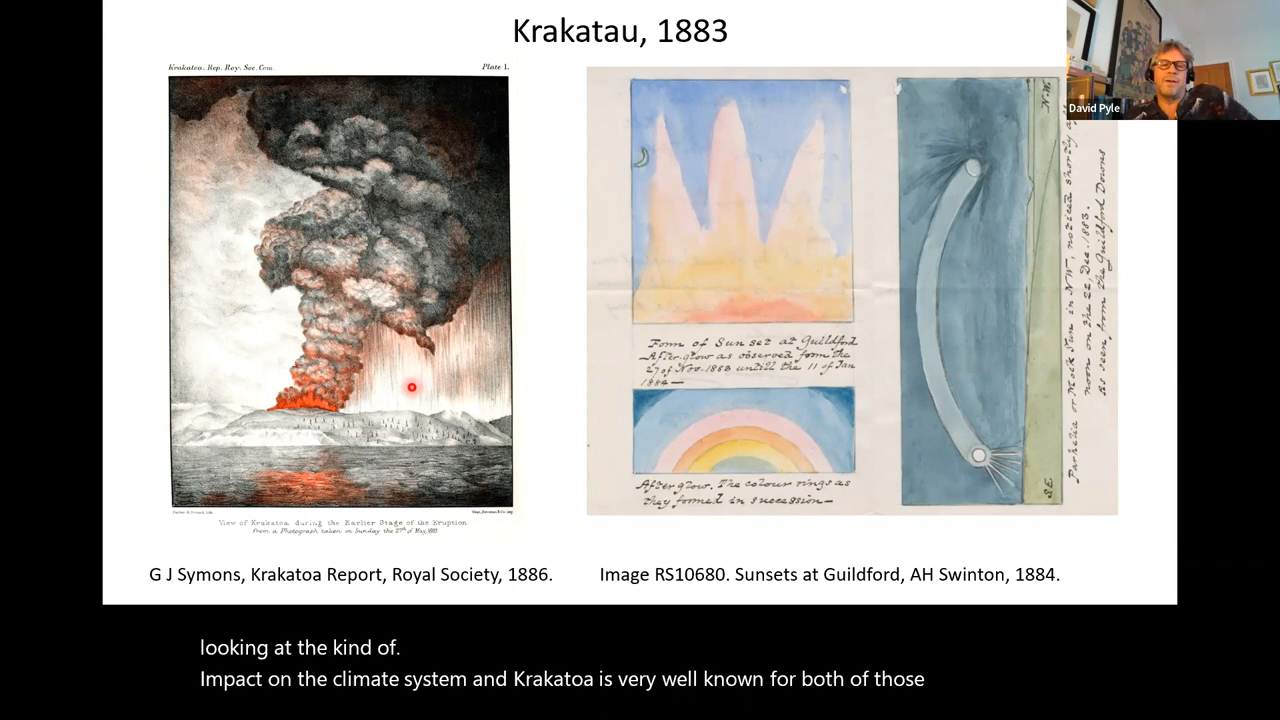 Krakatau, 1883
David Pyle
Krakatoa. Rep. Roy. Soc. Com.
Plate 1.
View of Krakatoa during the Earlier Stage of the Eruption.
from a Photograph taken on Sunday the 27th of May, 1883.
Form of Sun set at Guildford
After glow as observed form the
27 of Nov. 1883 untill the 11 of Jan
1884 —
After glow. The colour rings as
they formed in succession—
N.W.
S.E.
Parhelia or Mock Sun in N W, noticed shortly
noon on the 22, Dec. 1883.
As seen from the Guildford Downs
G J Symons, Krakatoa Report, Royal Society, 1886.
Image RS10680. Sunsets at Guildford, AH Swinton, 1884.
looking at the kind of.
Impact on the climate system and Krakatoa is very well known for both of those